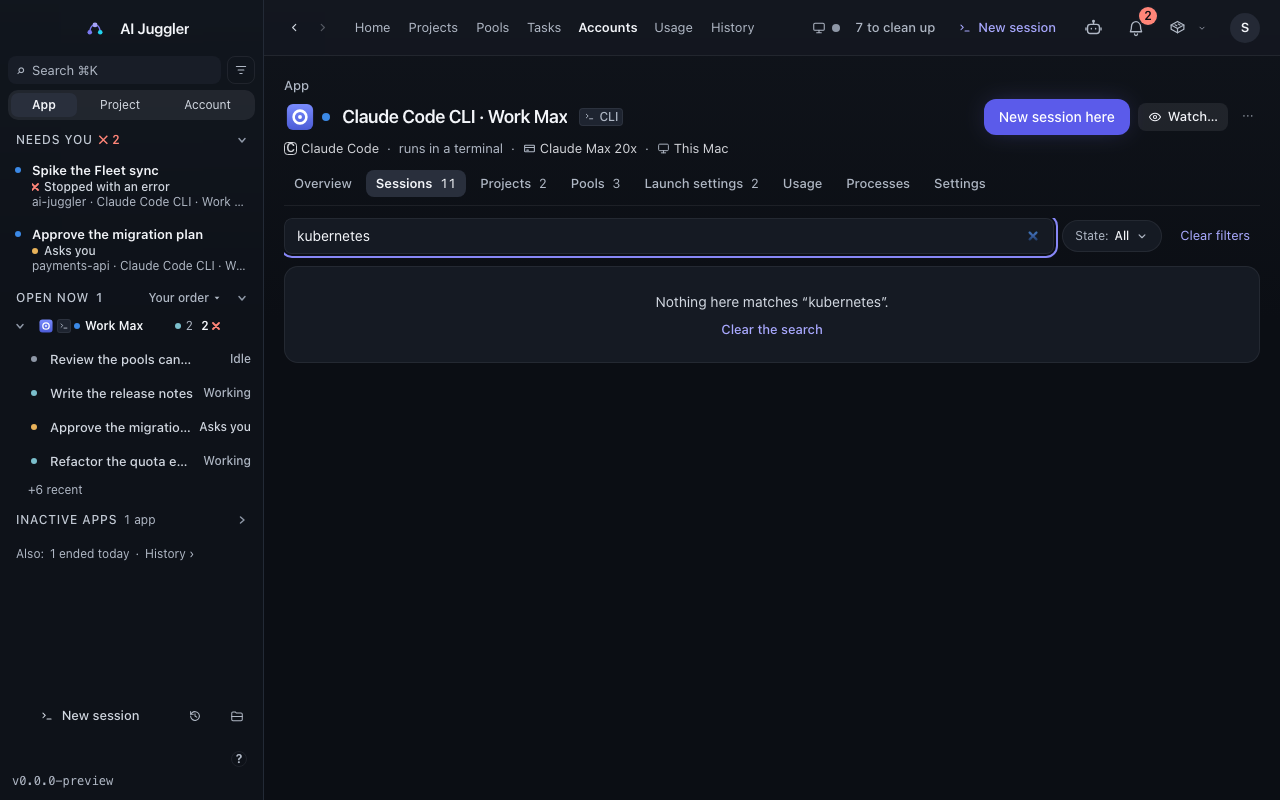 AI Juggler
Search ⌘K
App Project Account
NEEDS YOU 2
Spike the Fleet sync
Stopped with an error
ai-juggler · Claude Code CLI · Work ...
Approve the migration plan
Asks you
payments-api · Claude Code CLI · W...
OPEN NOW 1 Your order
Work Max 2 2
Review the pools can... Idle
Write the release notes Working
Approve the migratio... Asks you
Refactor the quota e... Working
+6 recent
INACTIVE APPS 1 app
Also: 1 ended today · History ›
New session
?
v0.0.0-preview
Home Projects Pools Tasks Accounts Usage History 7 to clean up New session 2 S
App
Claude Code CLI · Work Max CLI New session here Watch... ...
Claude Code · runs in a terminal · Claude Max 20x · This Mac
Overview Sessions 11 Projects 2 Pools 3 Launch settings 2 Usage Processes Settings
kubernetes State: All Clear filters
Nothing here matches “kubernetes”.
Clear the search